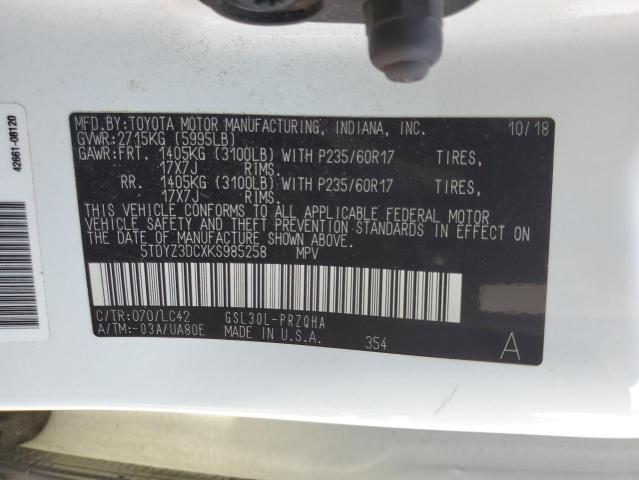 MFD.BY:TOYOTA MOTOR MANUFACTURING, INDIANA, INC. 10/18
GVWR:2715KG (5995LB)
GAWR:FRT. 1405KG (3100LB) WITH P235/60R17 TIRES,
17X7J RIMS.
RR. 1405KG (3100LB) WITH P235/60R17 TIRES,
17X7J RIMS.
THIS VEHICLE CONFORMS TO ALL APPLICABLE FEDERAL MOTOR
VEHICLE SAFETY AND THEFT PREVENTION STANDARDS IN EFFECT ON
THE DATE OF MANUFACTURE SHOWN ABOVE.
5TDYZ3DCXKS985258 MPV
C/TR:070/LC42 GSL30L-PRZQHA
A/TM:-03A/UA80E MADE IN U.S.A. 354 A
42661-08120